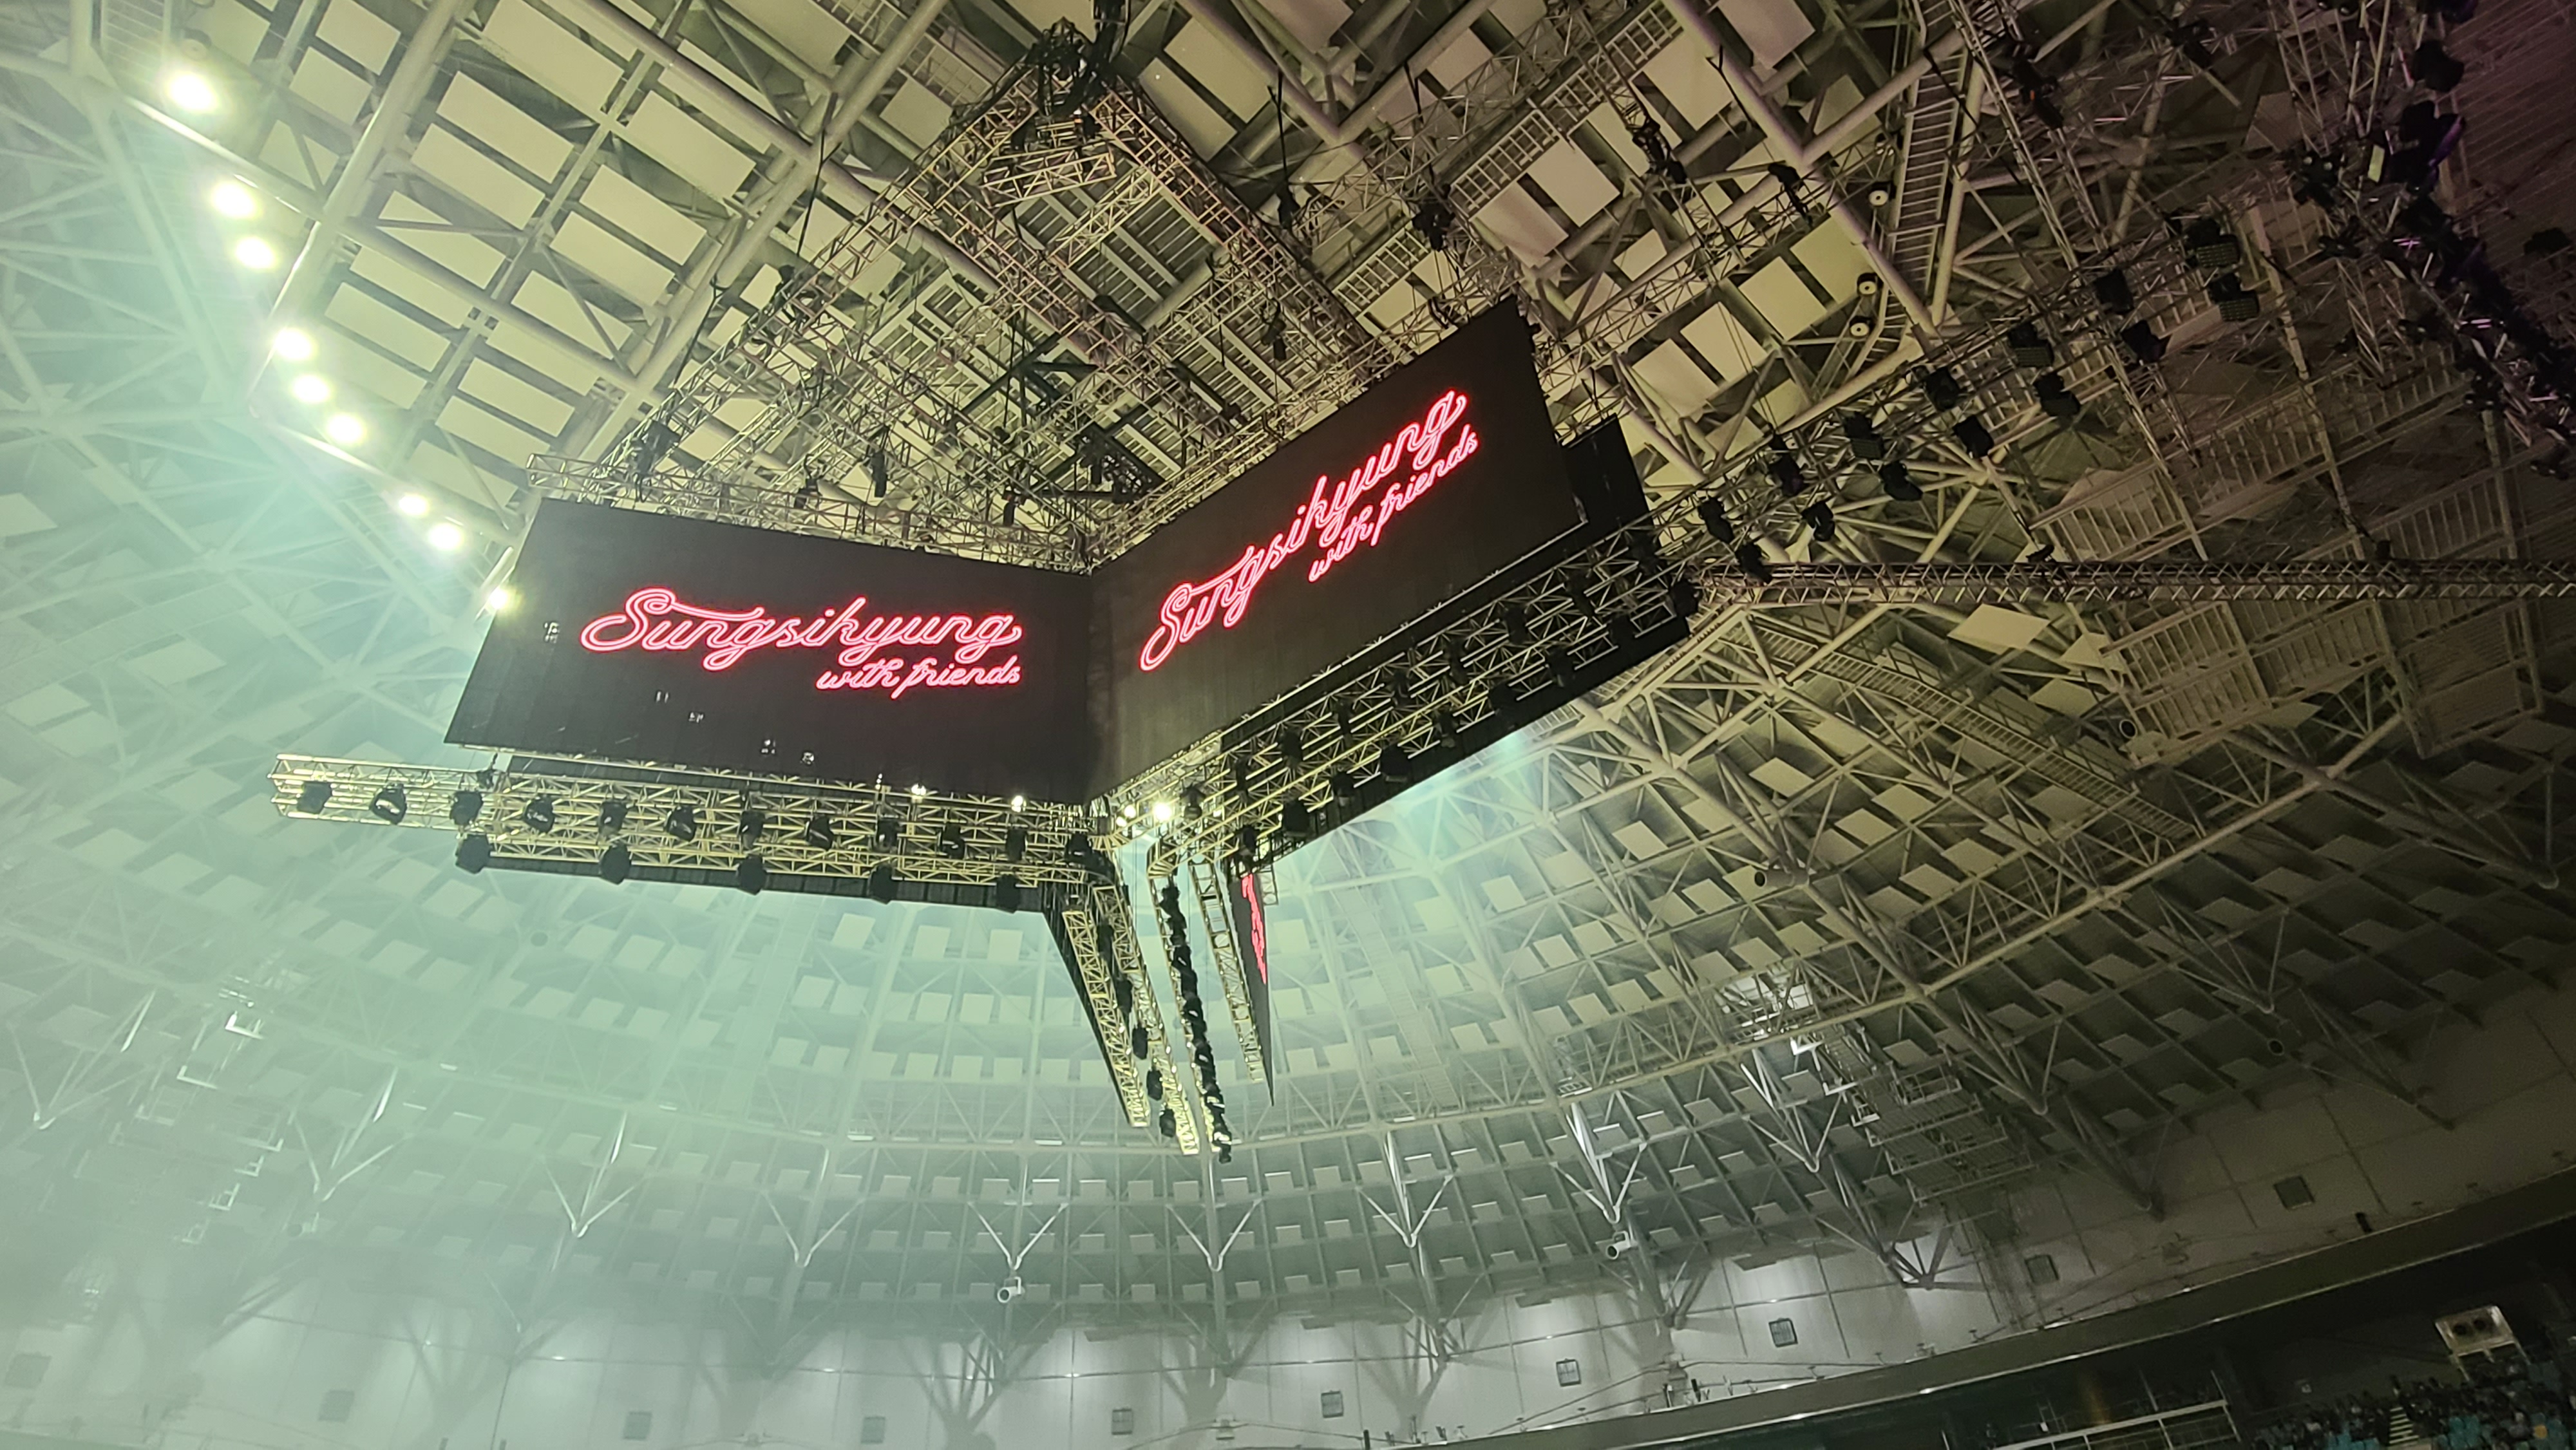 Sungsikyung
with friends
Sungsikyung
with friends